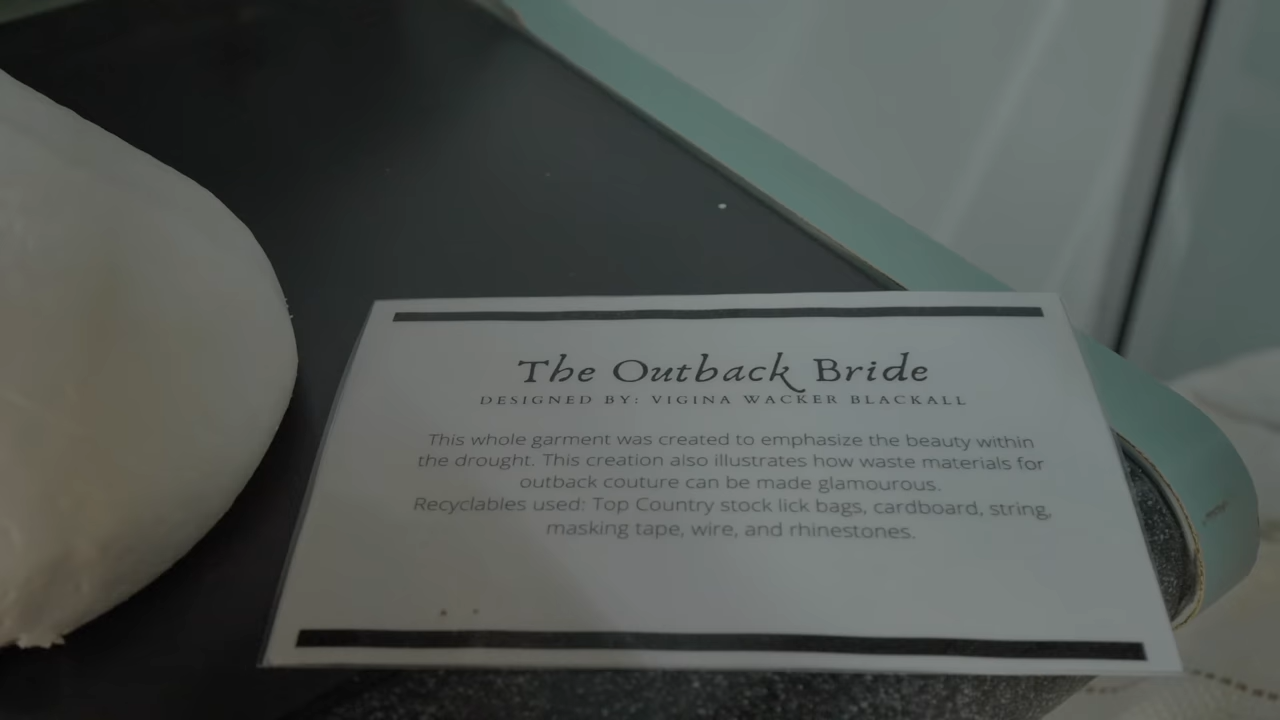 The Outback Bride
DESIGNED BY: VIGINA WACKER BLACKALL
This whole garment was created to emphasize the beauty within
the drought. This creation also illustrates how waste materials for
outback couture can be made glamourous.
Recyclables used: Top Country stock lick bags, cardboard, string,
masking tape, wire, and rhinestones.